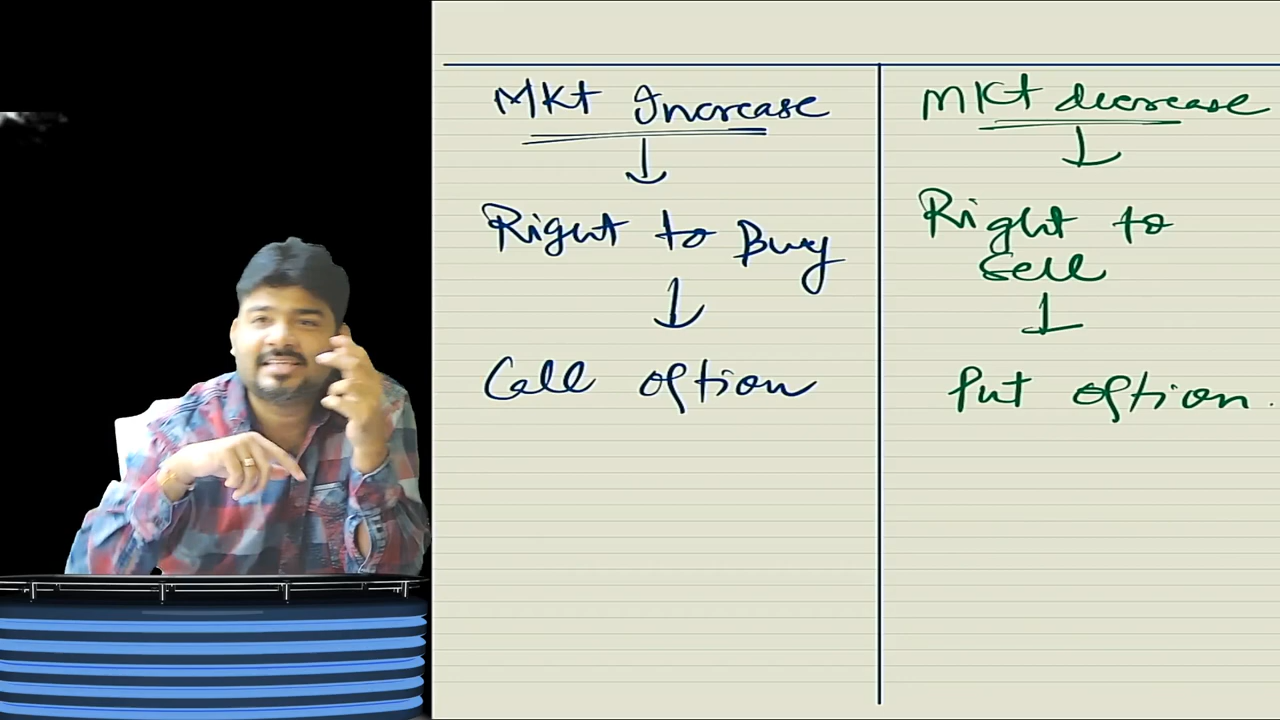 MKt Increase
Right to Buy
Call option
MKt decrease
Right to
Sell
Put option.